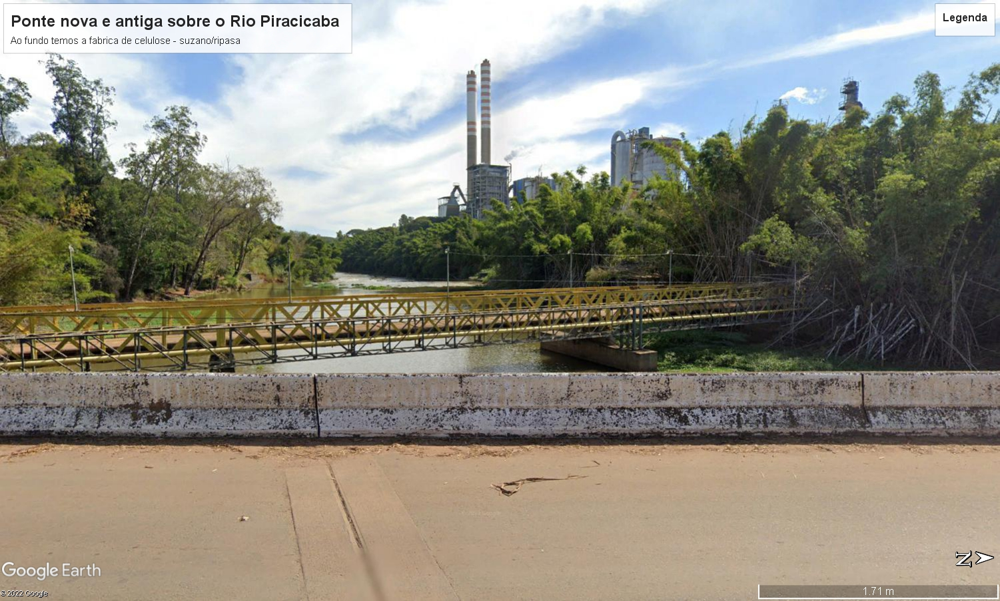 Ponte nova e antiga sobre o Rio Piracicaba
Ao fundo temos a fabrica de celulose - suzano/ripasa
Legenda
N
Google Earth
© 2022 Google
1.71 m